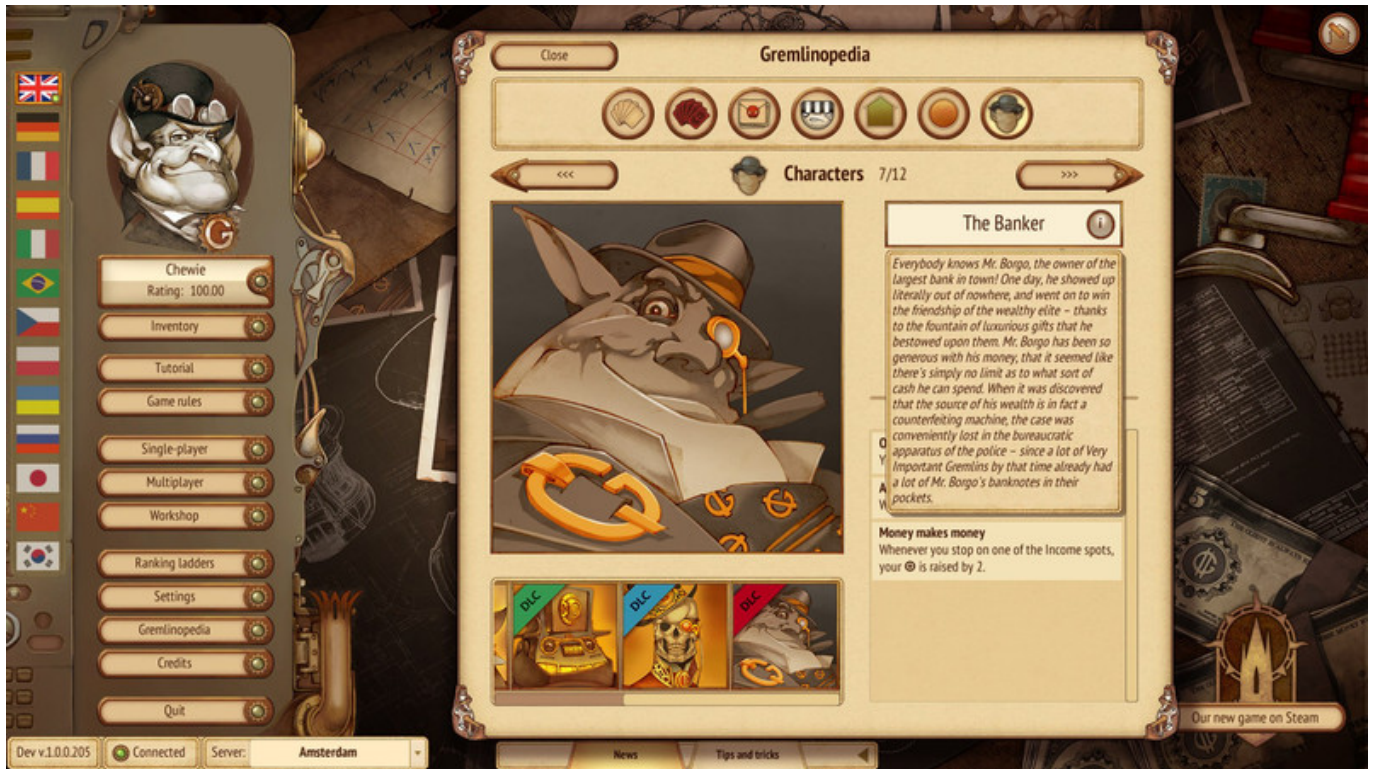 Close
Gremlinopedia
<<<
Characters 7/12
>>>
The Banker
i
Everybody knows Mr. Borgo, the owner of the
largest bank in town! One day, he showed up
literally out of nowhere, and went on to win
the friendship of the wealthy elite – thanks
to the fountain of luxurious gifts that he
bestowed upon them. Mr. Borgo has been so
generous with his money, that it seemed like
there's simply no limit as to what sort of
cash he can spend. When it was discovered
that the source of his wealth is in fact a
counterfeiting machine, the case was
conveniently lost in the bureaucratic
apparatus of the police – since a lot of Very
Important Gremlins by that time already had
a lot of Mr. Borgo's banknotes in their
pockets.
Money makes money
Whenever you stop on one of the Income spots,
your is raised by 2.
DLC
DLC
DLC
G
Chewie
Rating: 100.00
Inventory
Tutorial
Game rules
Single-player
Multiplayer
Workshop
Ranking ladders
Settings
Gremlinopedia
Credits
Quit
Dev v.1.0.0.205
Connected
Server:
Amsterdam
News
Tips and tricks
Our new game on Steam